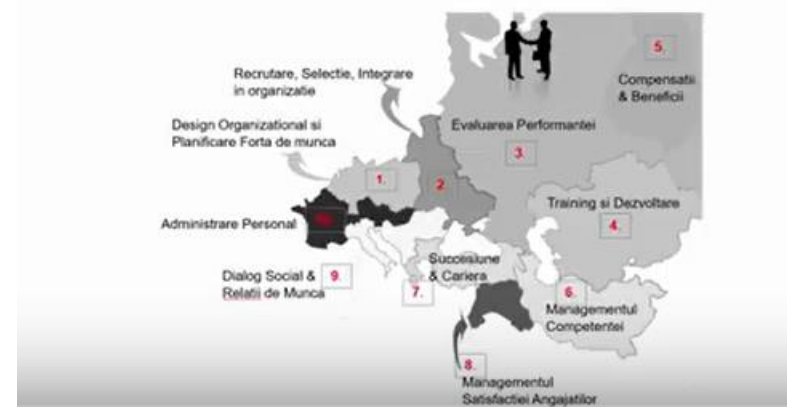 5.
Compensatii
& Beneficii
Recrutare, Selectie, Integrare
in organizatie
Design Organizational si
Planificare Forta de munca
Evaluarea Performantei
3.
1.
2
Training si Dezvoltare
4.
Administrare Personal
Dialog Social &
Relatii de Munca
9.
Succesiune
& Cariera
7.
6.
Managementul
Competentei
8.
Managementul
Satisfactiei Angajatilor